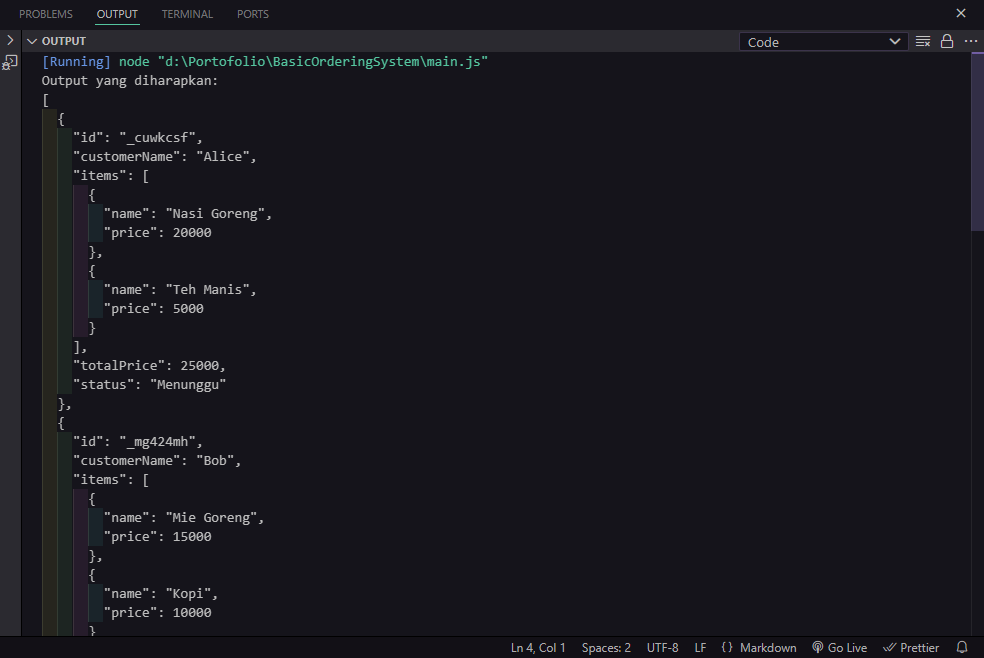 PROBLEMS OUTPUT TERMINAL PORTS
OUTPUT
Code
[Running] node "d:\Portofolio\BasicOrderingSystem\main.js"
Output yang diharapkan:
[
{
"id": "_cuwkcsf",
"customerName": "Alice",
"items": [
{
"name": "Nasi Goreng",
"price": 20000
},
{
"name": "Teh Manis",
"price": 5000
}
],
"totalPrice": 25000,
"status": "Menunggu"
},
{
"id": "_mg424mh",
"customerName": "Bob",
"items": [
{
"name": "Mie Goreng",
"price": 15000
},
{
"name": "Kopi",
"price": 10000
}
Ln 4, Col 1 Spaces: 2 UTF-8 LF {} Markdown Go Live Prettier